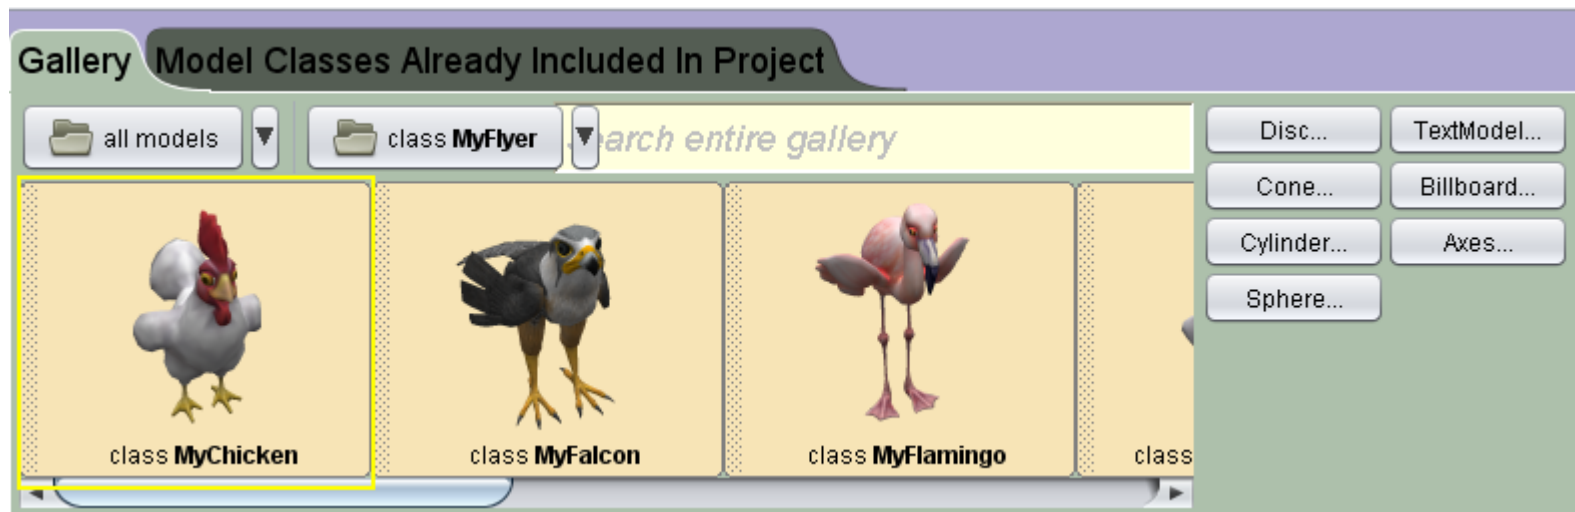 Gallery Model Classes Already Included In Project
all models class MyFlyer earch entire gallery
Disc... TextModel...
Cone... Billboard...
Cylinder... Axes...
Sphere...
class MyChicken class MyFalcon class MyFlamingo class